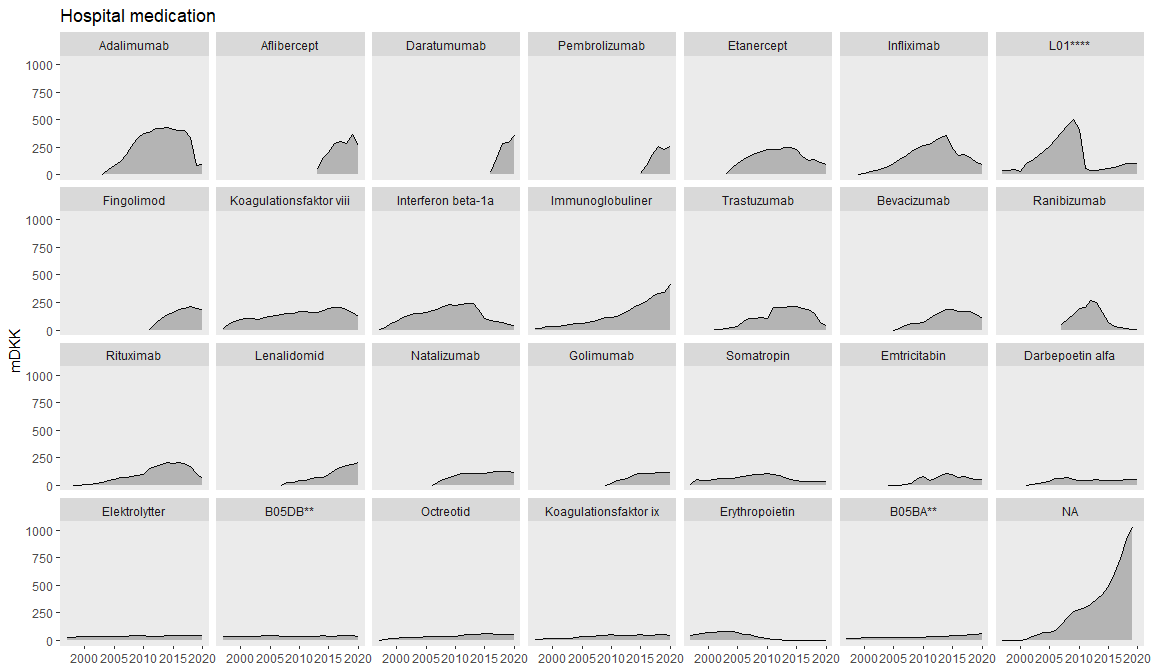 Hospital medication
Adalimumab Aflibercept Daratumumab Pembrolizumab Etanercept Infliximab L01****
1000
750
500
250
0
Fingolimod Koagulationsfaktor viii Interferon beta-1a Immunoglobuliner Trastuzumab Bevacizumab Ranibizumab
1000
750
500
250
0
mDKK
Rituximab Lenalidomid Natalizumab Golimumab Somatropin Emtricitabin Darbepoetin alfa
1000
750
500
250
0
Elektrolytter B05DB** Octreotid Koagulationsfaktor ix Erythropoietin B05BA** NA
1000
750
500
250
0
2000 2005 2010 2015 2020 2000 2005 2010 2015 2020 2000 2005 2010 2015 2020 2000 2005 2010 2015 2020 2000 2005 2010 2015 2020 2000 2005 2010 2015 2020 2000 2005 2010 2015 2020